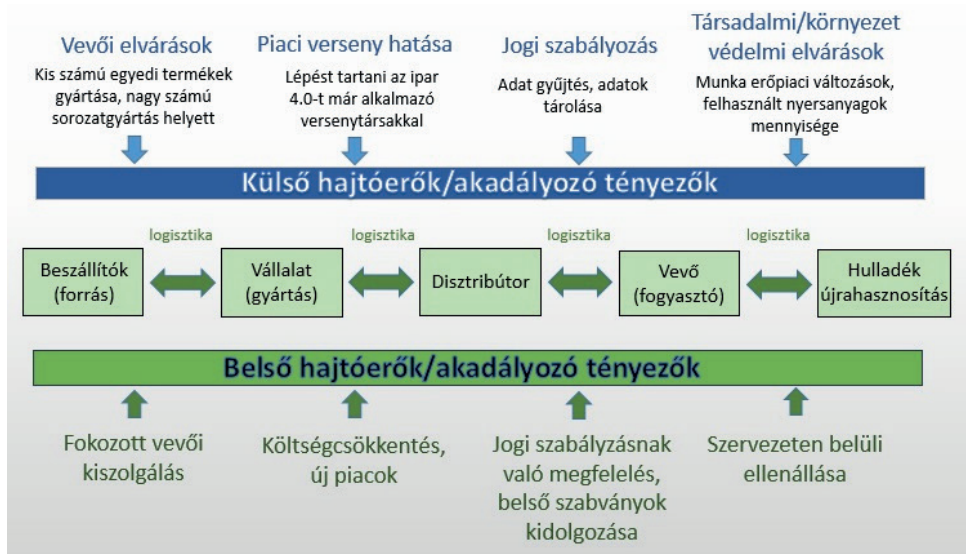 Vevői elvárások
Kis számú egyedi termékek
gyártása, nagy számú
sorozatgyártás helyett
Piaci verseny hatása
Lépést tartani az ipar
4.0-t már alkalmazó
versenytársakkal
Jogi szabályozás
Adat gyűjtés, adatok
tárolása
Társadalmi/környezet
védelmi elvárások
Munka erőpiaci változások,
felhasznált nyersanyagok
mennyisége
Külső hajtóerők/akadályozó tényezők
logisztika
logisztika
logisztika
logisztika
Beszállítók
(forrás)
Vállalat
(gyártás)
Disztribútor
Vevő
(fogyasztó)
Hulladék
újrahasznosítás
Belső hajtóerők/akadályozó tényezők
Fokozott vevői
kiszolgálás
Költségcsökkentés,
új piacok
Jogi szabályzásnak
való megfelelés,
belső szabványok
kidolgozása
Szervezeten belüli
ellenállása